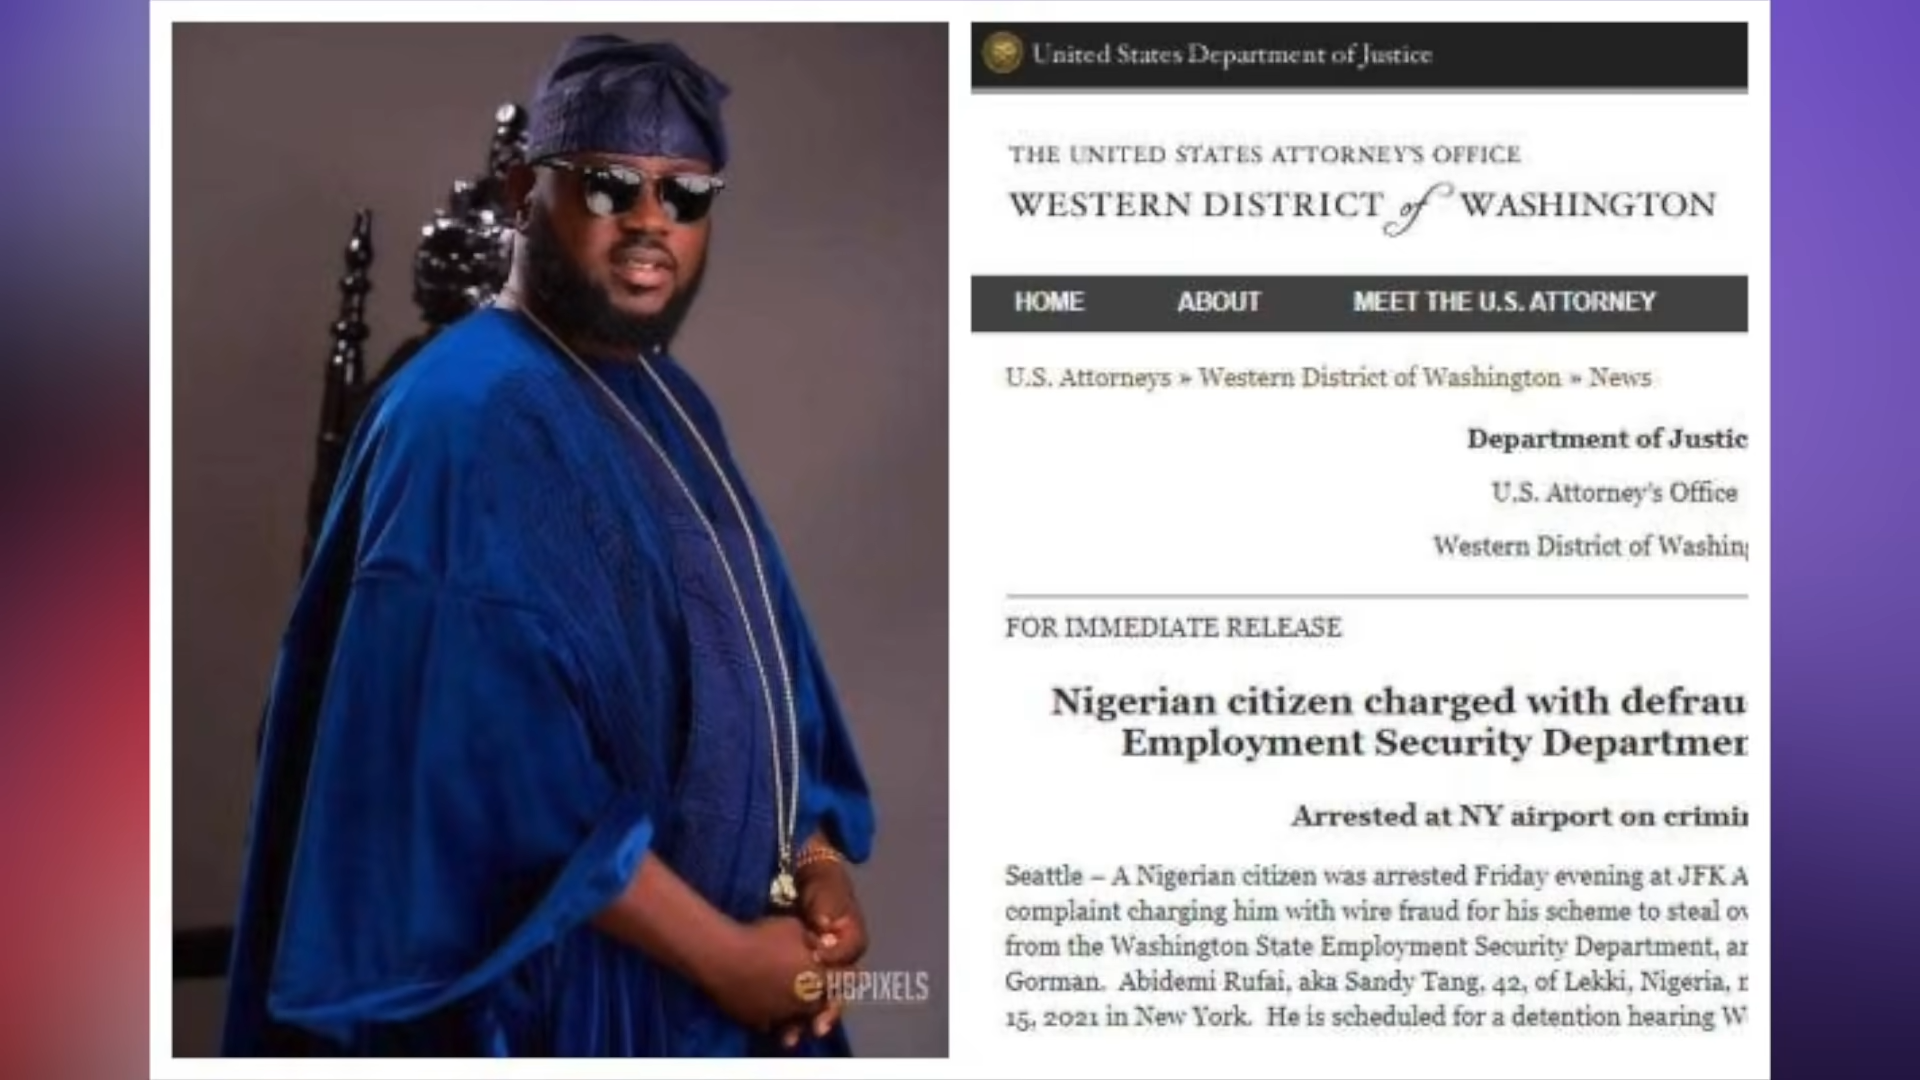 United States Department of Justice
THE UNITED STATES ATTORNEY'S OFFICE
WESTERN DISTRICT of WASHINGTON
HOME ABOUT MEET THE U.S. ATTORNEY
U.S. Attorneys » Western District of Washington » News
Department of Justic
U.S. Attorney's Office
Western District of Washing
FOR IMMEDIATE RELEASE
Nigerian citizen charged with defrau
Employment Security Departmen
Arrested at NY airport on crimin
Seattle – A Nigerian citizen was arrested Friday evening at JFK A
complaint charging him with wire fraud for his scheme to steal ov
from the Washington State Employment Security Department, an
Gorman. Abidemi Rufai, aka Sandy Tang, 42, of Lekki, Nigeria, r
15, 2021 in New York. He is scheduled for a detention hearing W
HGPIXELS